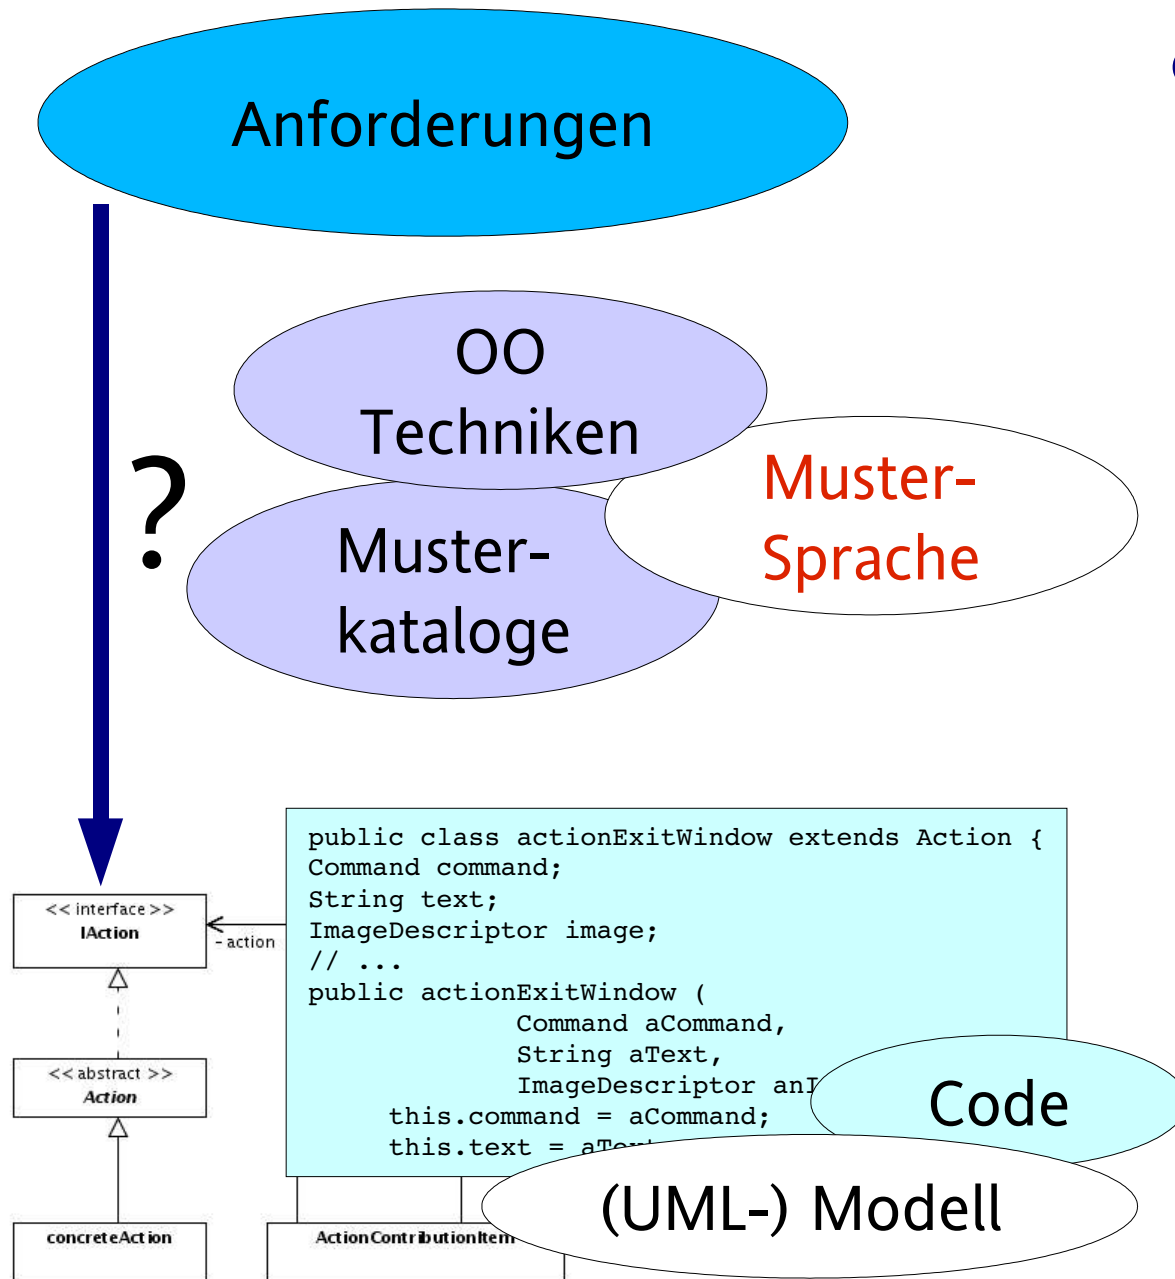 Anforderungen
OO
Techniken
Muster-
Sprache
?
Muster-
kataloge
public class actionExitWindow extends Action {
Command command;
String text;
ImageDescriptor image;
// ...
public actionExitWindow (
Command aCommand,
String aText,
ImageDescriptor
this.command = aCommand;
this.text =
<< interface >>
IAction
- action
<< abstract >>
Action
Code
(UML-) Modell
concreteAction
ActionContributionItem